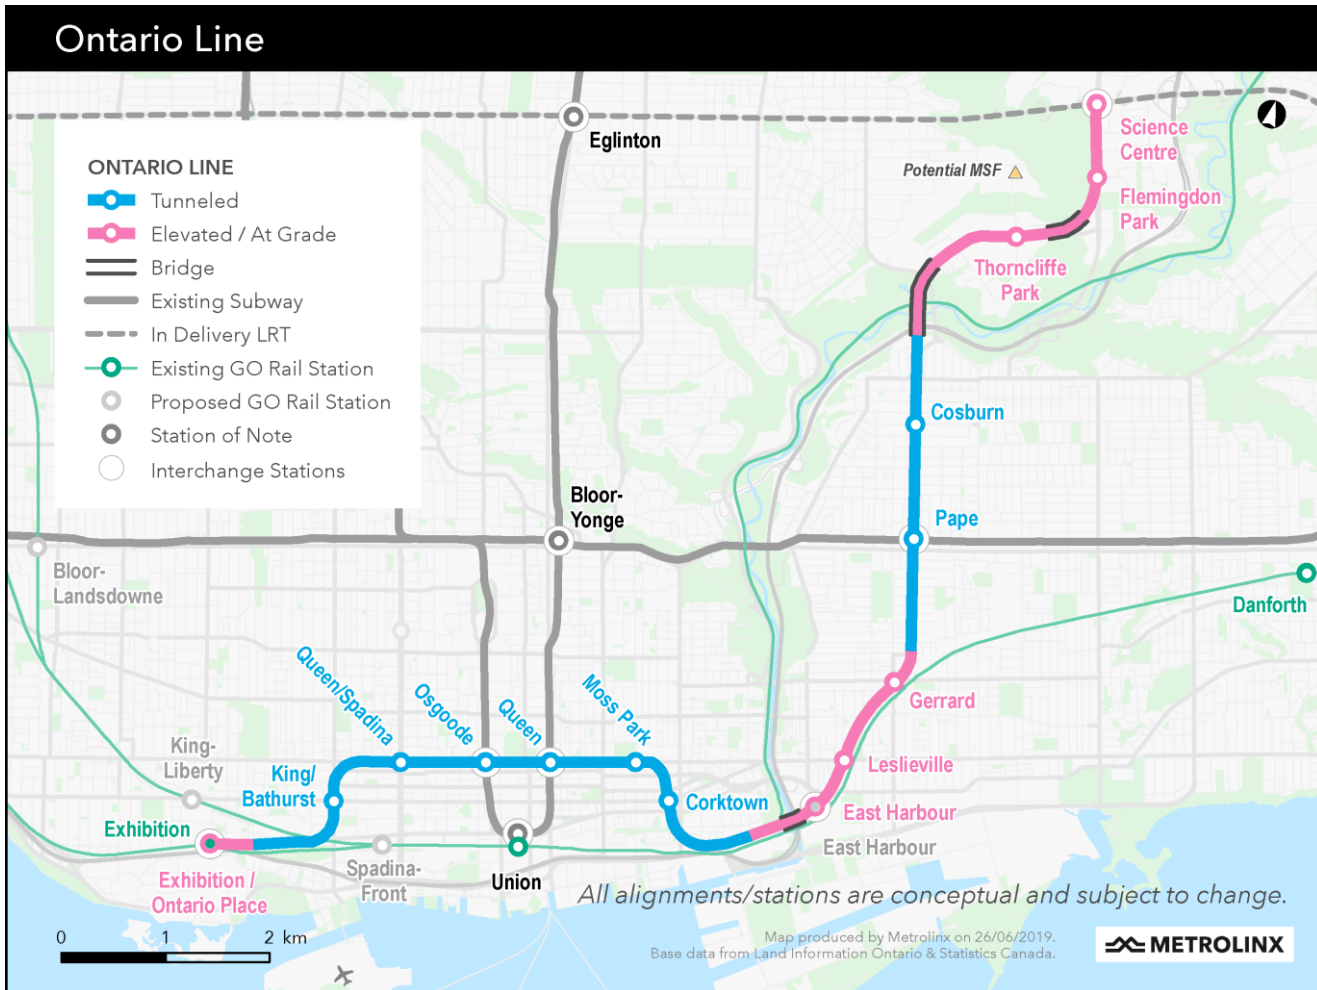 Ontario Line
ONTARIO LINE
Tunneled
Elevated / At Grade
Bridge
Existing Subway
In Delivery LRT
Existing GO Rail Station
Proposed GO Rail Station
Station of Note
Interchange Stations
Eglinton
Science
Centre
Potential MSF
Flemingdon
Park
Thorncliffe
Park
Cosburn
Bloor-
Yonge
Pape
Bloor-
Landsdowne
Danforth
Queen/Spadina
Osgoode
Queen
Moss Park
Gerrard
King-
Liberty
King/
Bathurst
Leslieville
Corktown
East Harbour
Exhibition
East Harbour
Spadina-
Front
Union
Exhibition /
Ontario Place
All alignments/stations are conceptual and subject to change.
0 1 2 km
Map produced by Metrolinx on 26/06/2019.
Base data from Land Information Ontario & Statistics Canada.
METROLINX